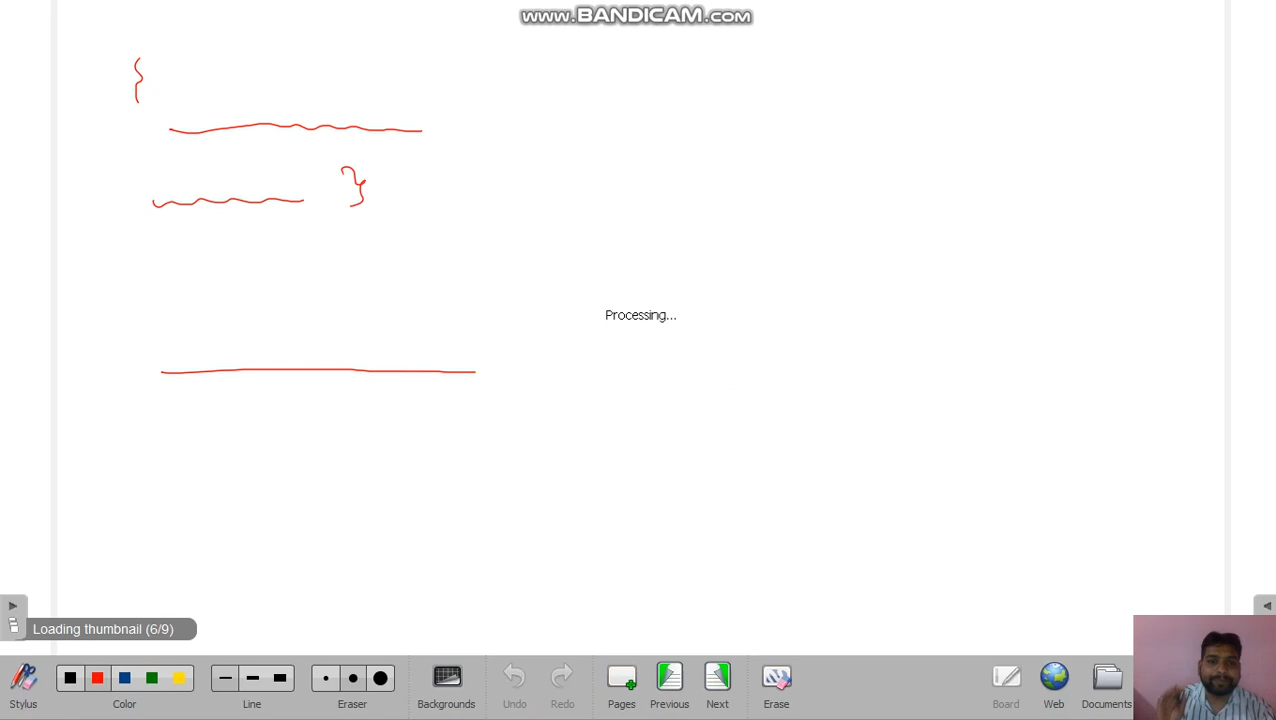 www.BANDICAM.com
{
}
Processing...
Loading thumbnail (6/9)
Stylus
Color
Line
Eraser
Backgrounds
Undo
Redo
Pages
Previous
Next
Erase
Board
Web
Documents